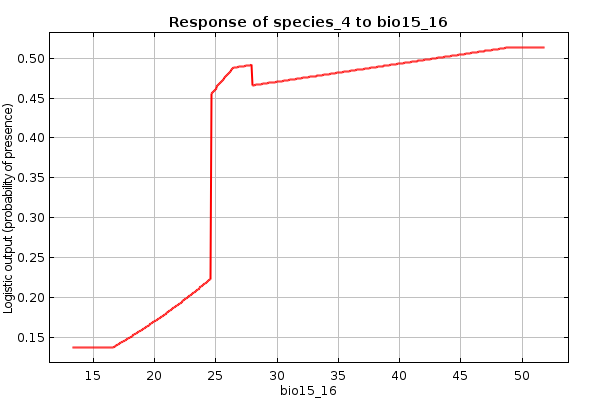 Response of species_4 to bio15_16
Logistic output (probability of presence)
0.50
0.45
0.40
0.35
0.30
0.25
0.20
0.15
15 20 25 30 35 40 45 50
bio15_16